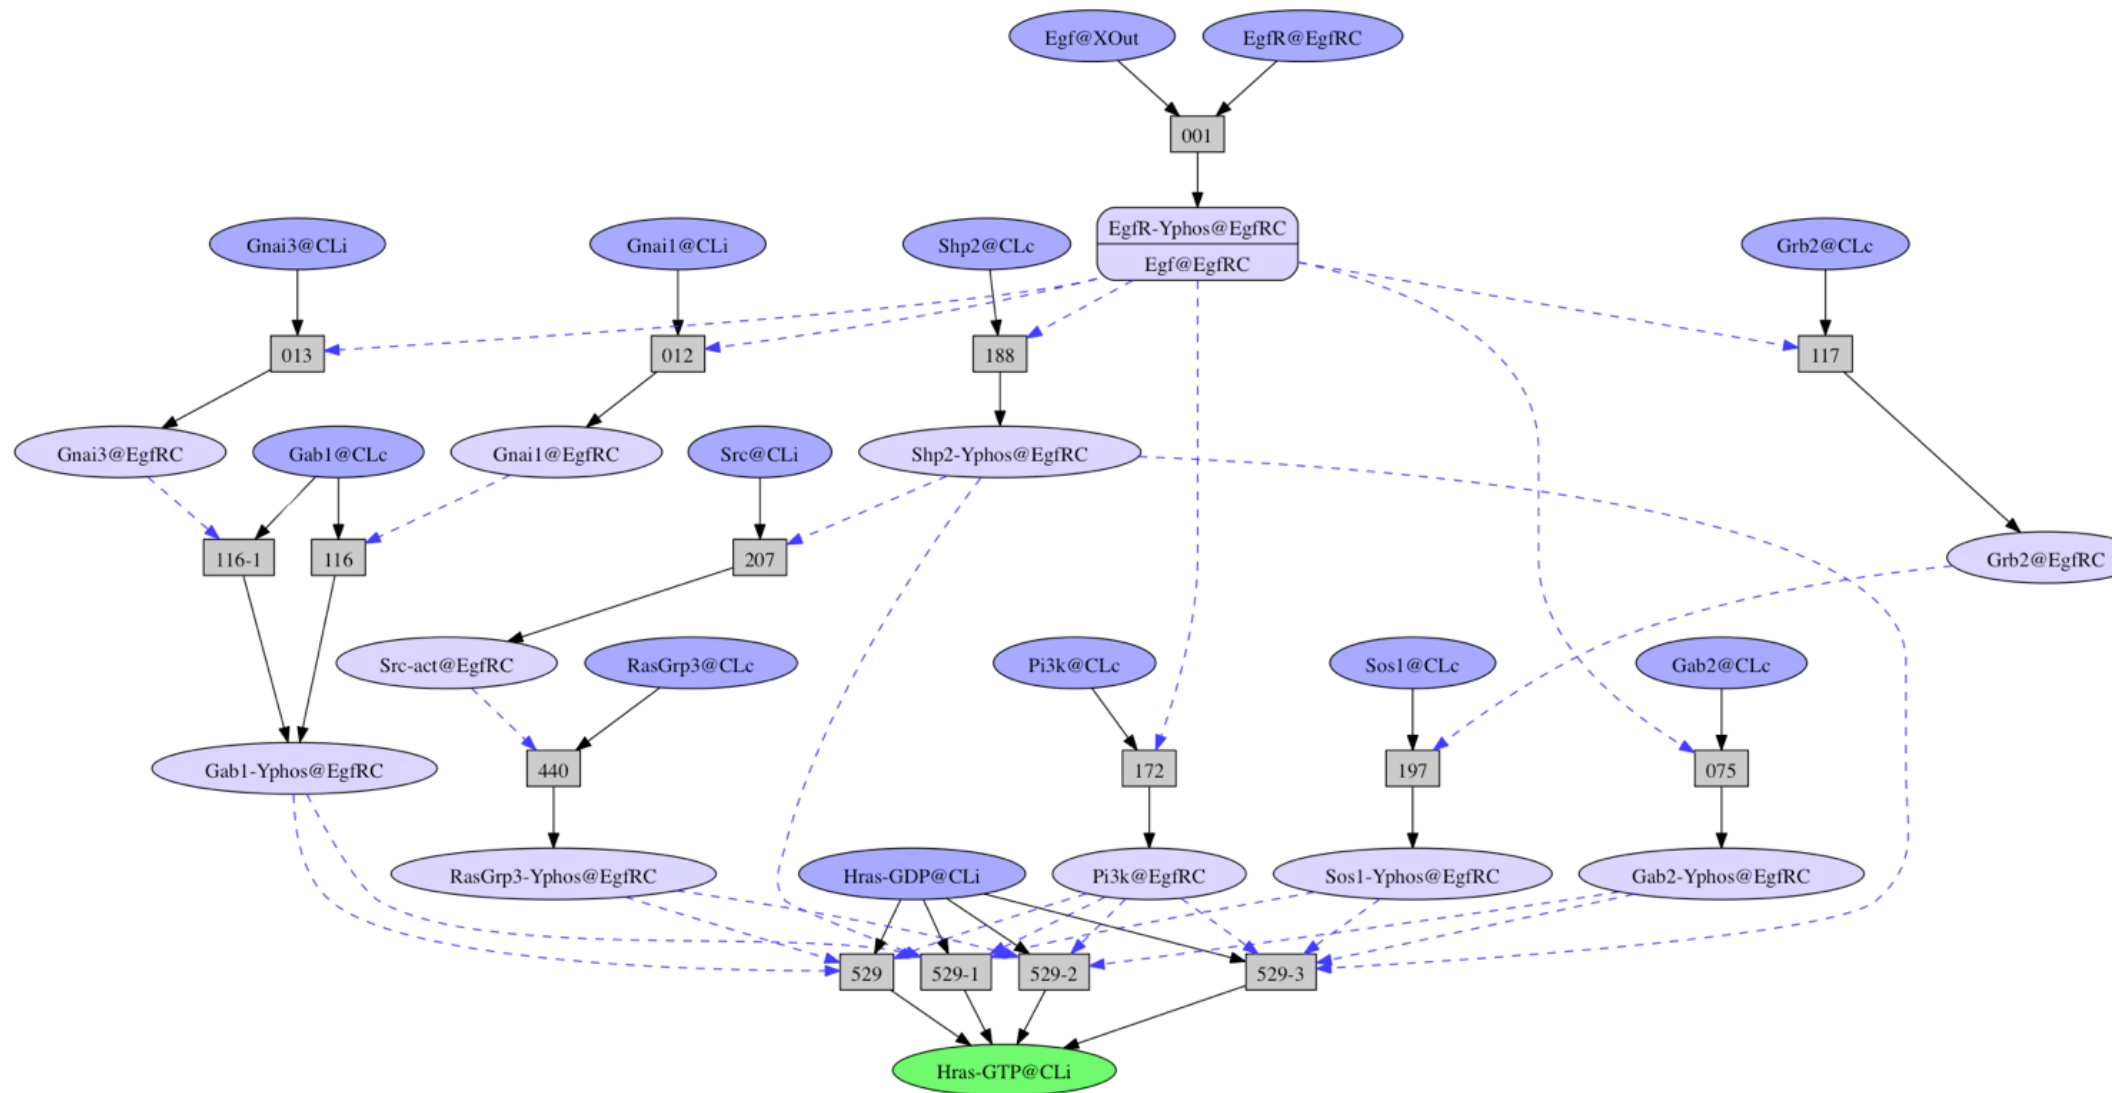 Egf@XOut
EgfR@EgfRC
001
EgfR-Yphos@EgfRC
Egf@EgfRC
Gnai3@CLi
Gnai1@CLi
Shp2@CLc
Grb2@CLc
013
012
188
117
Gnai3@EgfRC
Gab1@CLc
Gnai1@EgfRC
Src@CLi
Shp2-Yphos@EgfRC
116-1
116
207
Grb2@EgfRC
Src-act@EgfRC
RasGrp3@CLc
Pi3k@CLc
Sos1@CLc
Gab2@CLc
Gab1-Yphos@EgfRC
440
172
197
075
RasGrp3-Yphos@EgfRC
Hras-GDP@CLi
Pi3k@EgfRC
Sos1-Yphos@EgfRC
Gab2-Yphos@EgfRC
529
529-1
529-2
529-3
Hras-GTP@CLi